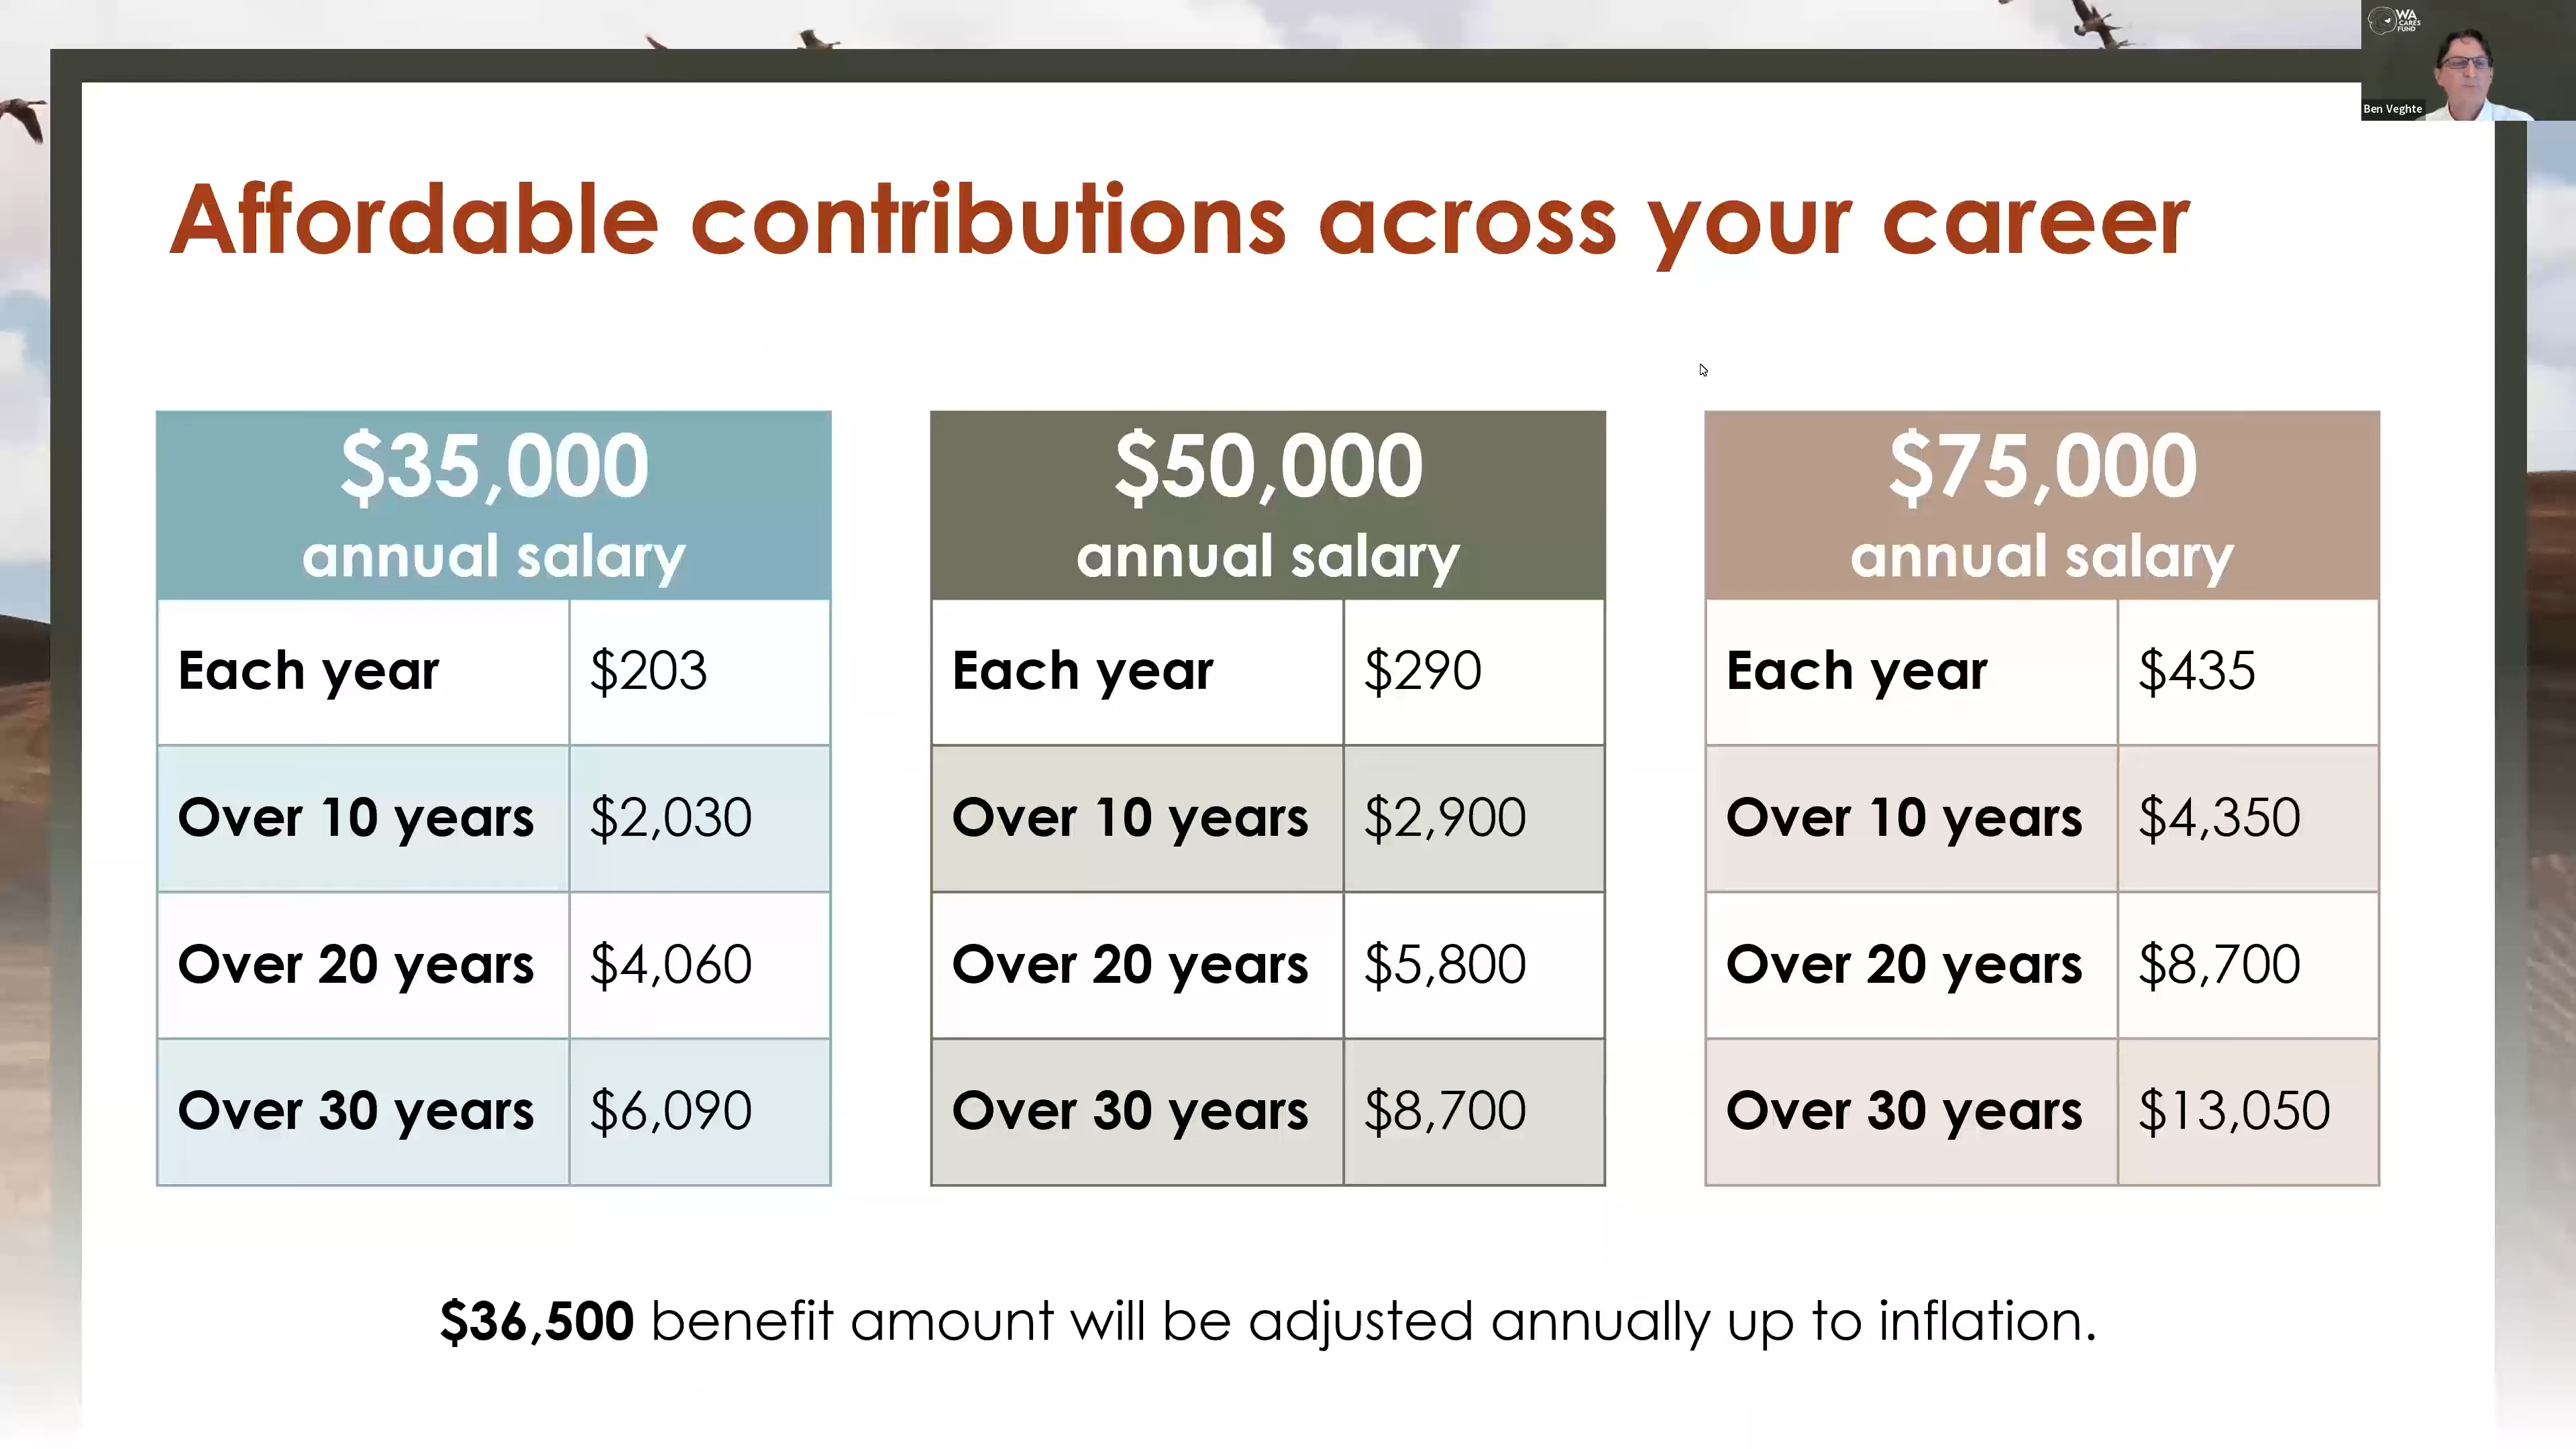 WA
CARES
FUND
Ben Veghte
Affordable contributions across your career
$35,000
annual salary
Each year $203
Over 10 years $2,030
Over 20 years $4,060
Over 30 years $6,090
$50,000
annual salary
Each year $290
Over 10 years $2,900
Over 20 years $5,800
Over 30 years $8,700
$75,000
annual salary
Each year $435
Over 10 years $4,350
Over 20 years $8,700
Over 30 years $13,050
$36,500 benefit amount will be adjusted annually up to inflation.